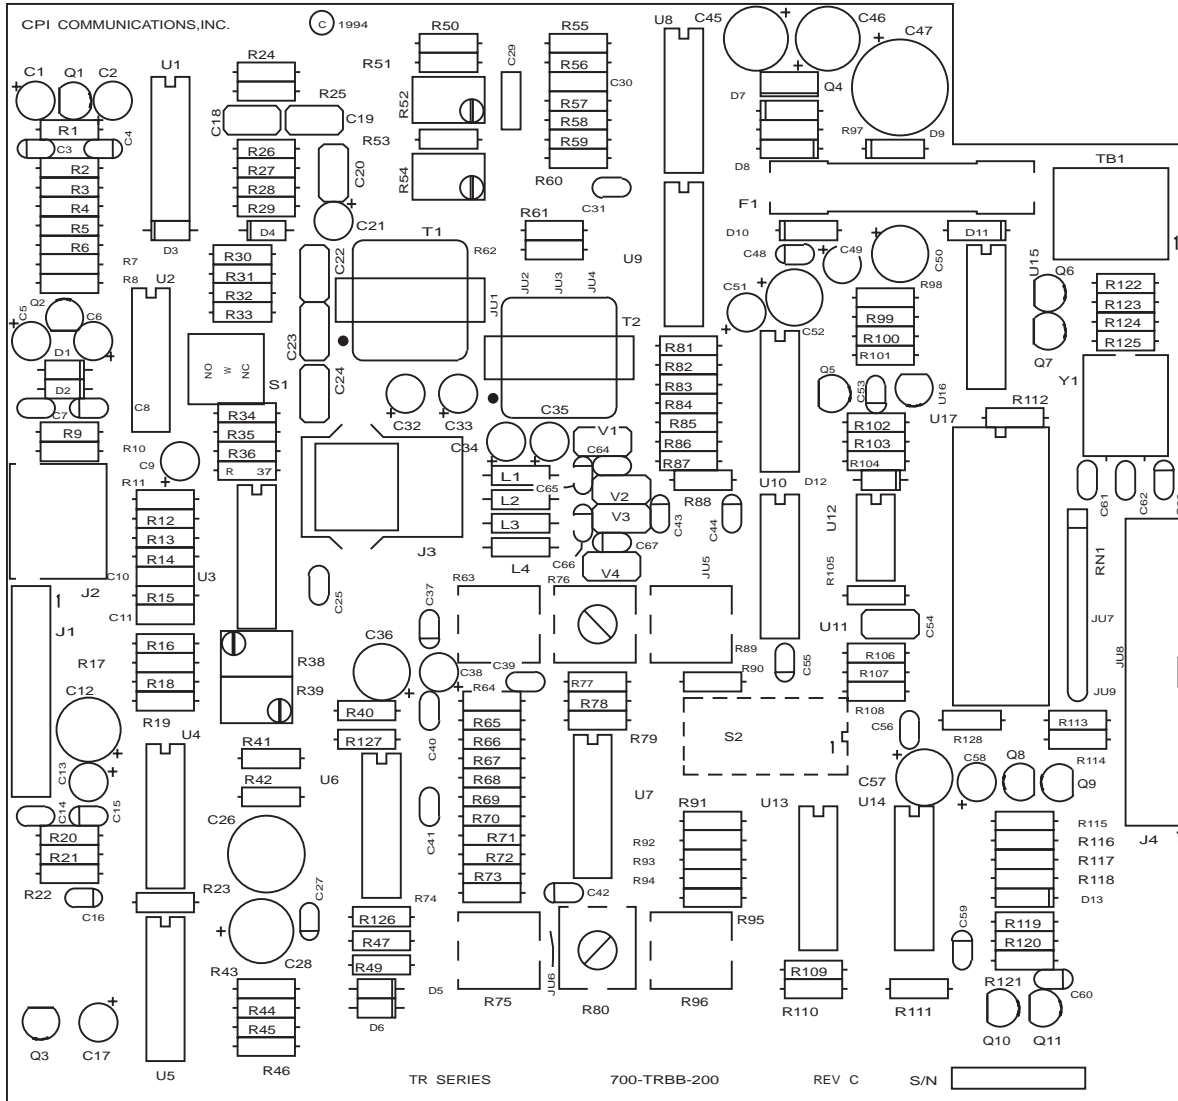 CPI COMMUNICATIONS,INC.
C 1994
R50
R55
U8
C45
C46
C47
C1
Q1
C2
U1
R24
R51
C29
R56
C30
Q4
D7
R25
R52
R57
R58
R59
C18
C19
R53
R1
C3
C4
R97
D9
R2
R26
R27
R28
R29
C20
R54
R60
C31
D8
TB1
R3
R4
R5
R6
F1
D3
D4
C21
T1
R61
D10
D11
R7
R8
U2
R30
R31
R32
R33
C22
R62
U9
C48
C49
C50
U15
Q6
JU1
JU2
JU3
JU4
R98
R122
R123
R124
R125
Q2
C5
C6
C23
T2
C51
C52
R99
R100
R101
Q7
D1
D2
NO
W
NC
S1
C24
R81
R82
R83
R84
R85
R86
R87
Q5
C53
U16
Y1
C7
C8
R34
R35
R36
R 37
C32
C33
C35
U17
R112
R9
R10
C9
C34
V1
C64
R102
R103
R104
R11
L1
C65
V2
R88
U10
D12
C61
C62
R12
R13
R14
R15
L2
L3
L4
V3
C43
C44
U12
C66
C67
V4
J3
JU5
R105
RN1
J2
C10
U3
C11
C25
R63
R76
J1
C37
U11
C54
JU7
R16
R17
R18
R19
R38
R39
C36
C38
C39
R64
R77
R78
R89
R90
C55
R106
R107
R108
JU8
JU9
C12
R40
R127
C40
R65
R66
R67
R68
R69
R70
R71
R72
R73
R79
S2
C56
R128
R113
R114
U4
R41
R42
U6
C13
C57
C58
Q8
Q9
C14
C15
C41
U7
R91
R92
R93
R94
U13
U14
R115
R116
R117
R118
D13
J4
R20
R21
R22
C26
R23
C16
C27
R74
C42
R95
R126
R47
R49
C59
R119
R120
C28
R43
R44
R45
R46
D5
D6
R75
JU6
R80
R96
R109
R110
R111
R121
C60
Q3
C17
U5
Q10
Q11
TR SERIES
700-TRBB-200
REV C
S/N